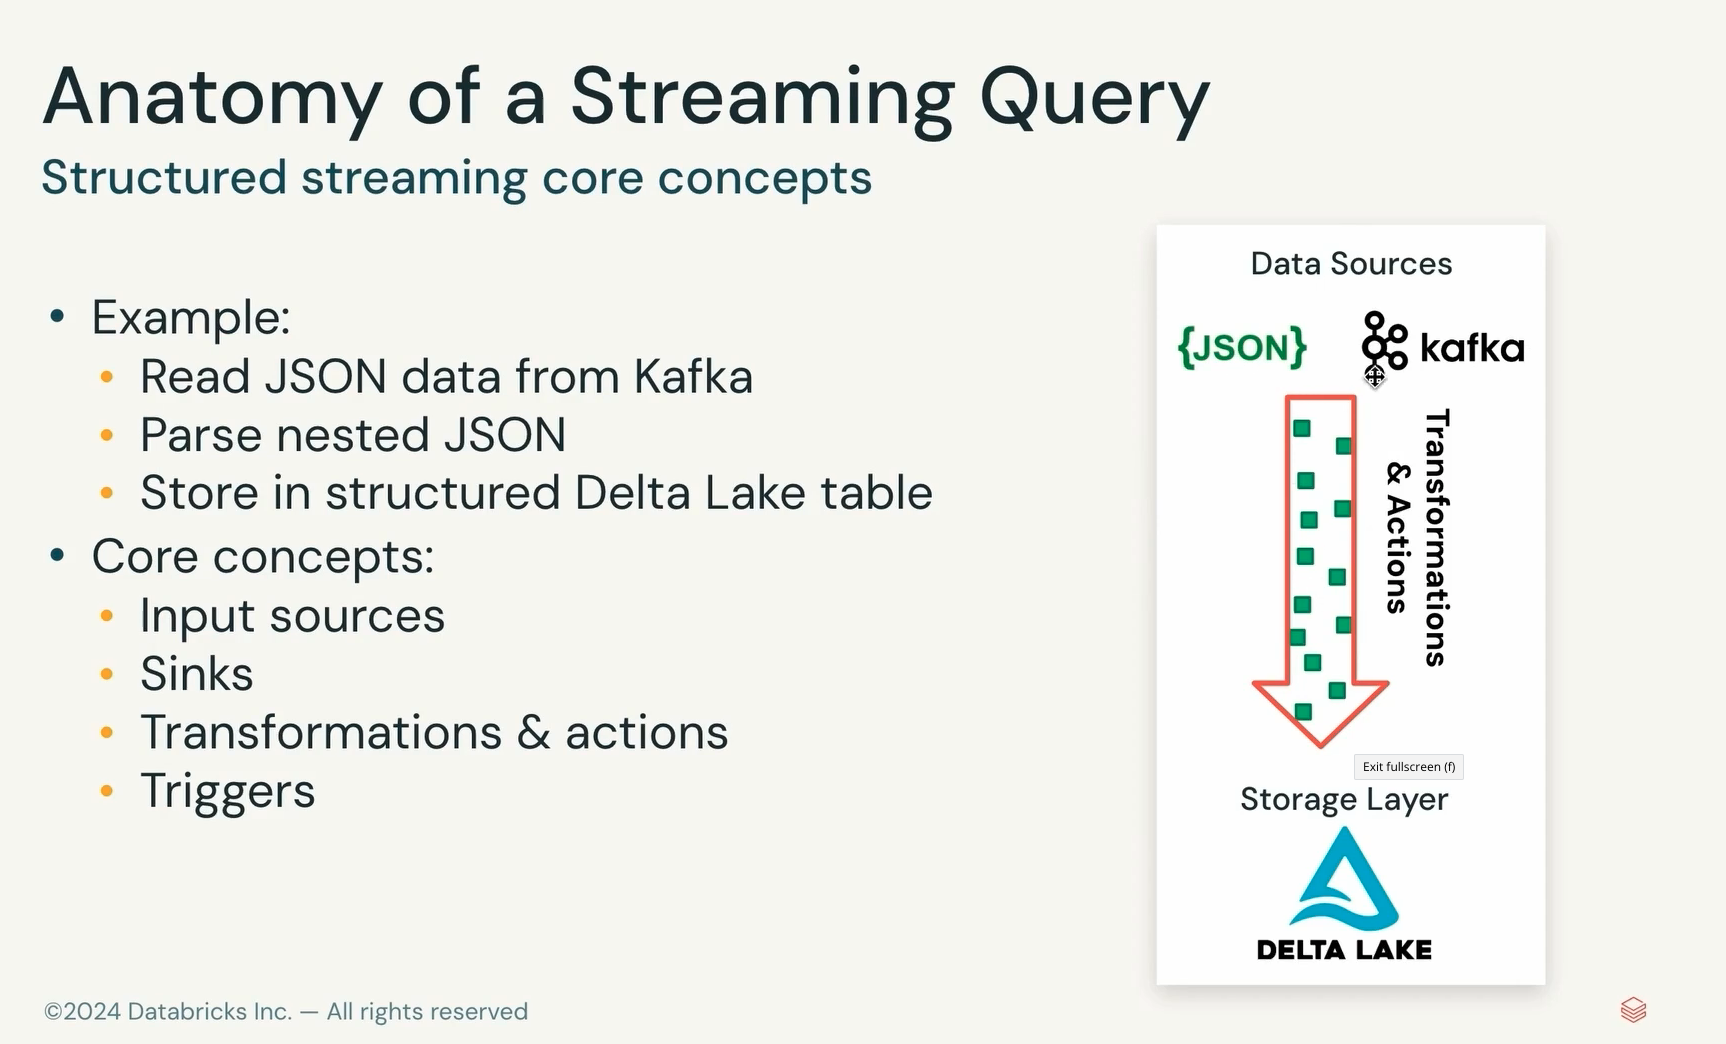 Anatomy of a Streaming Query
Structured streaming core concepts
• Example:
• Read JSON data from Kafka
• Parse nested JSON
• Store in structured Delta Lake table
• Core concepts:
• Input sources
• Sinks
• Transformations & actions
• Triggers
Data Sources
{JSON}
kafka
Transformations
& Actions
Exit fullscreen (f)
Storage Layer
DELTA LAKE
©2024 Databricks Inc. — All rights reserved